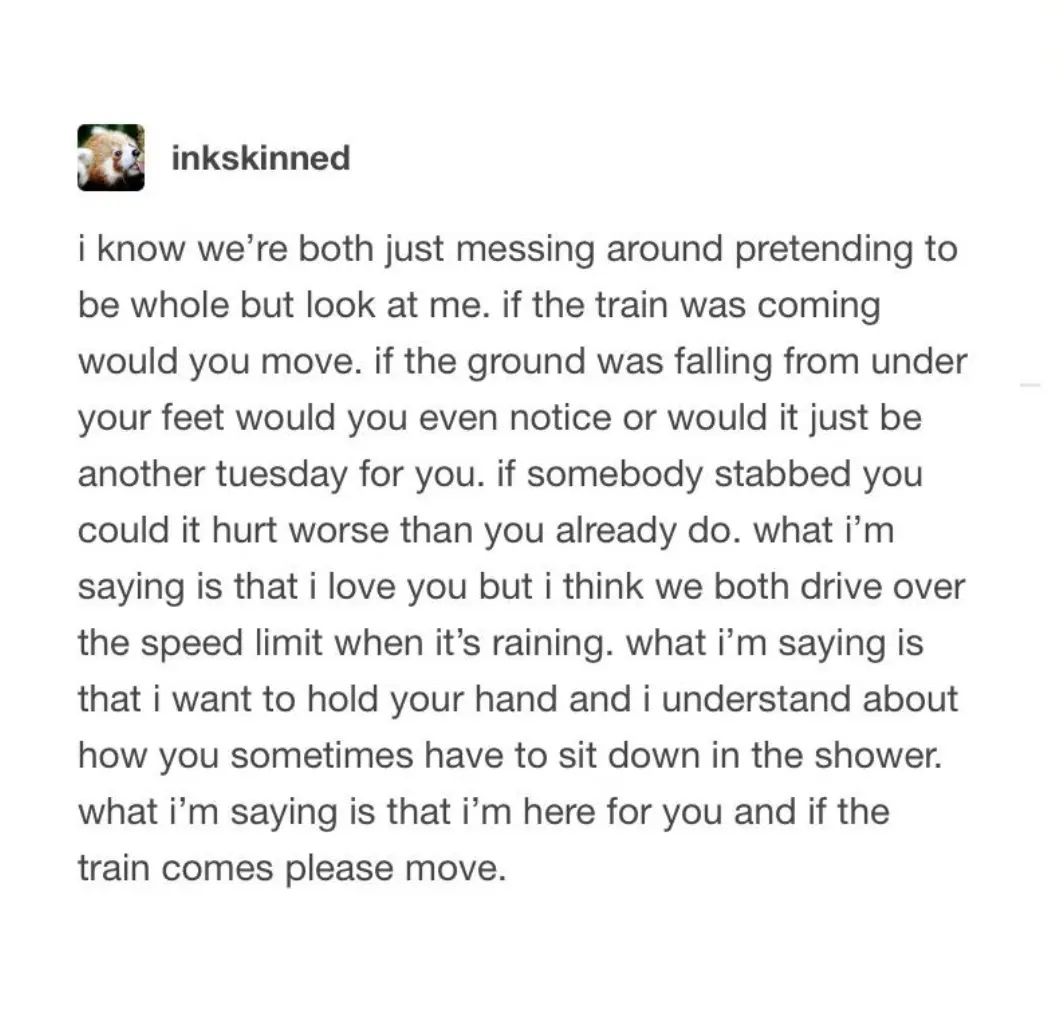 inkskinned
i know we’re both just messing around pretending to
be whole but look at me. if the train was coming
would you move. if the ground was falling from under
your feet would you even notice or would it just be
another tuesday for you. if somebody stabbed you
could it hurt worse than you already do. what i’m
saying is that i love you but i think we both drive over
the speed limit when it’s raining. what i’m saying is
that i want to hold your hand and i understand about
how you sometimes have to sit down in the shower.
what i’m saying is that i’m here for you and if the
train comes please move.